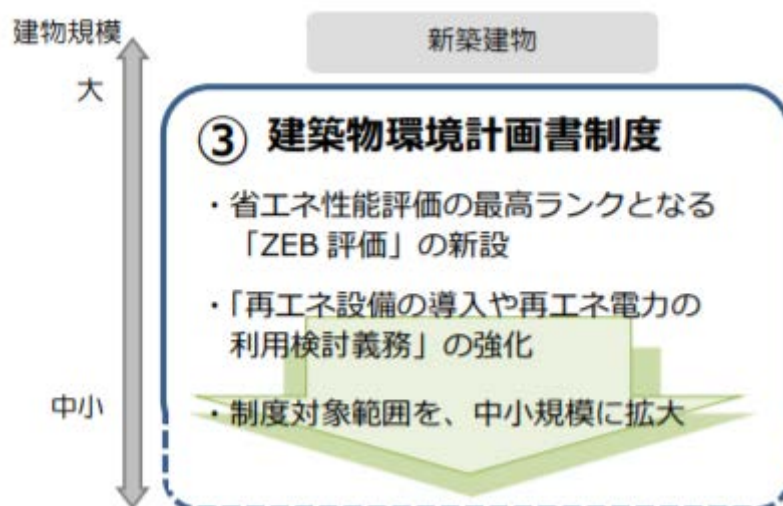 建物規模
新築建物
大
③ 建築物環境計画書制度
・省エネ性能評価の最高ランクとなる
「ZEB 評価」の新設
・「再エネ設備の導入や再エネ電力の
利用検討義務」の強化
中小
・制度対象範囲を、中小規模に拡大